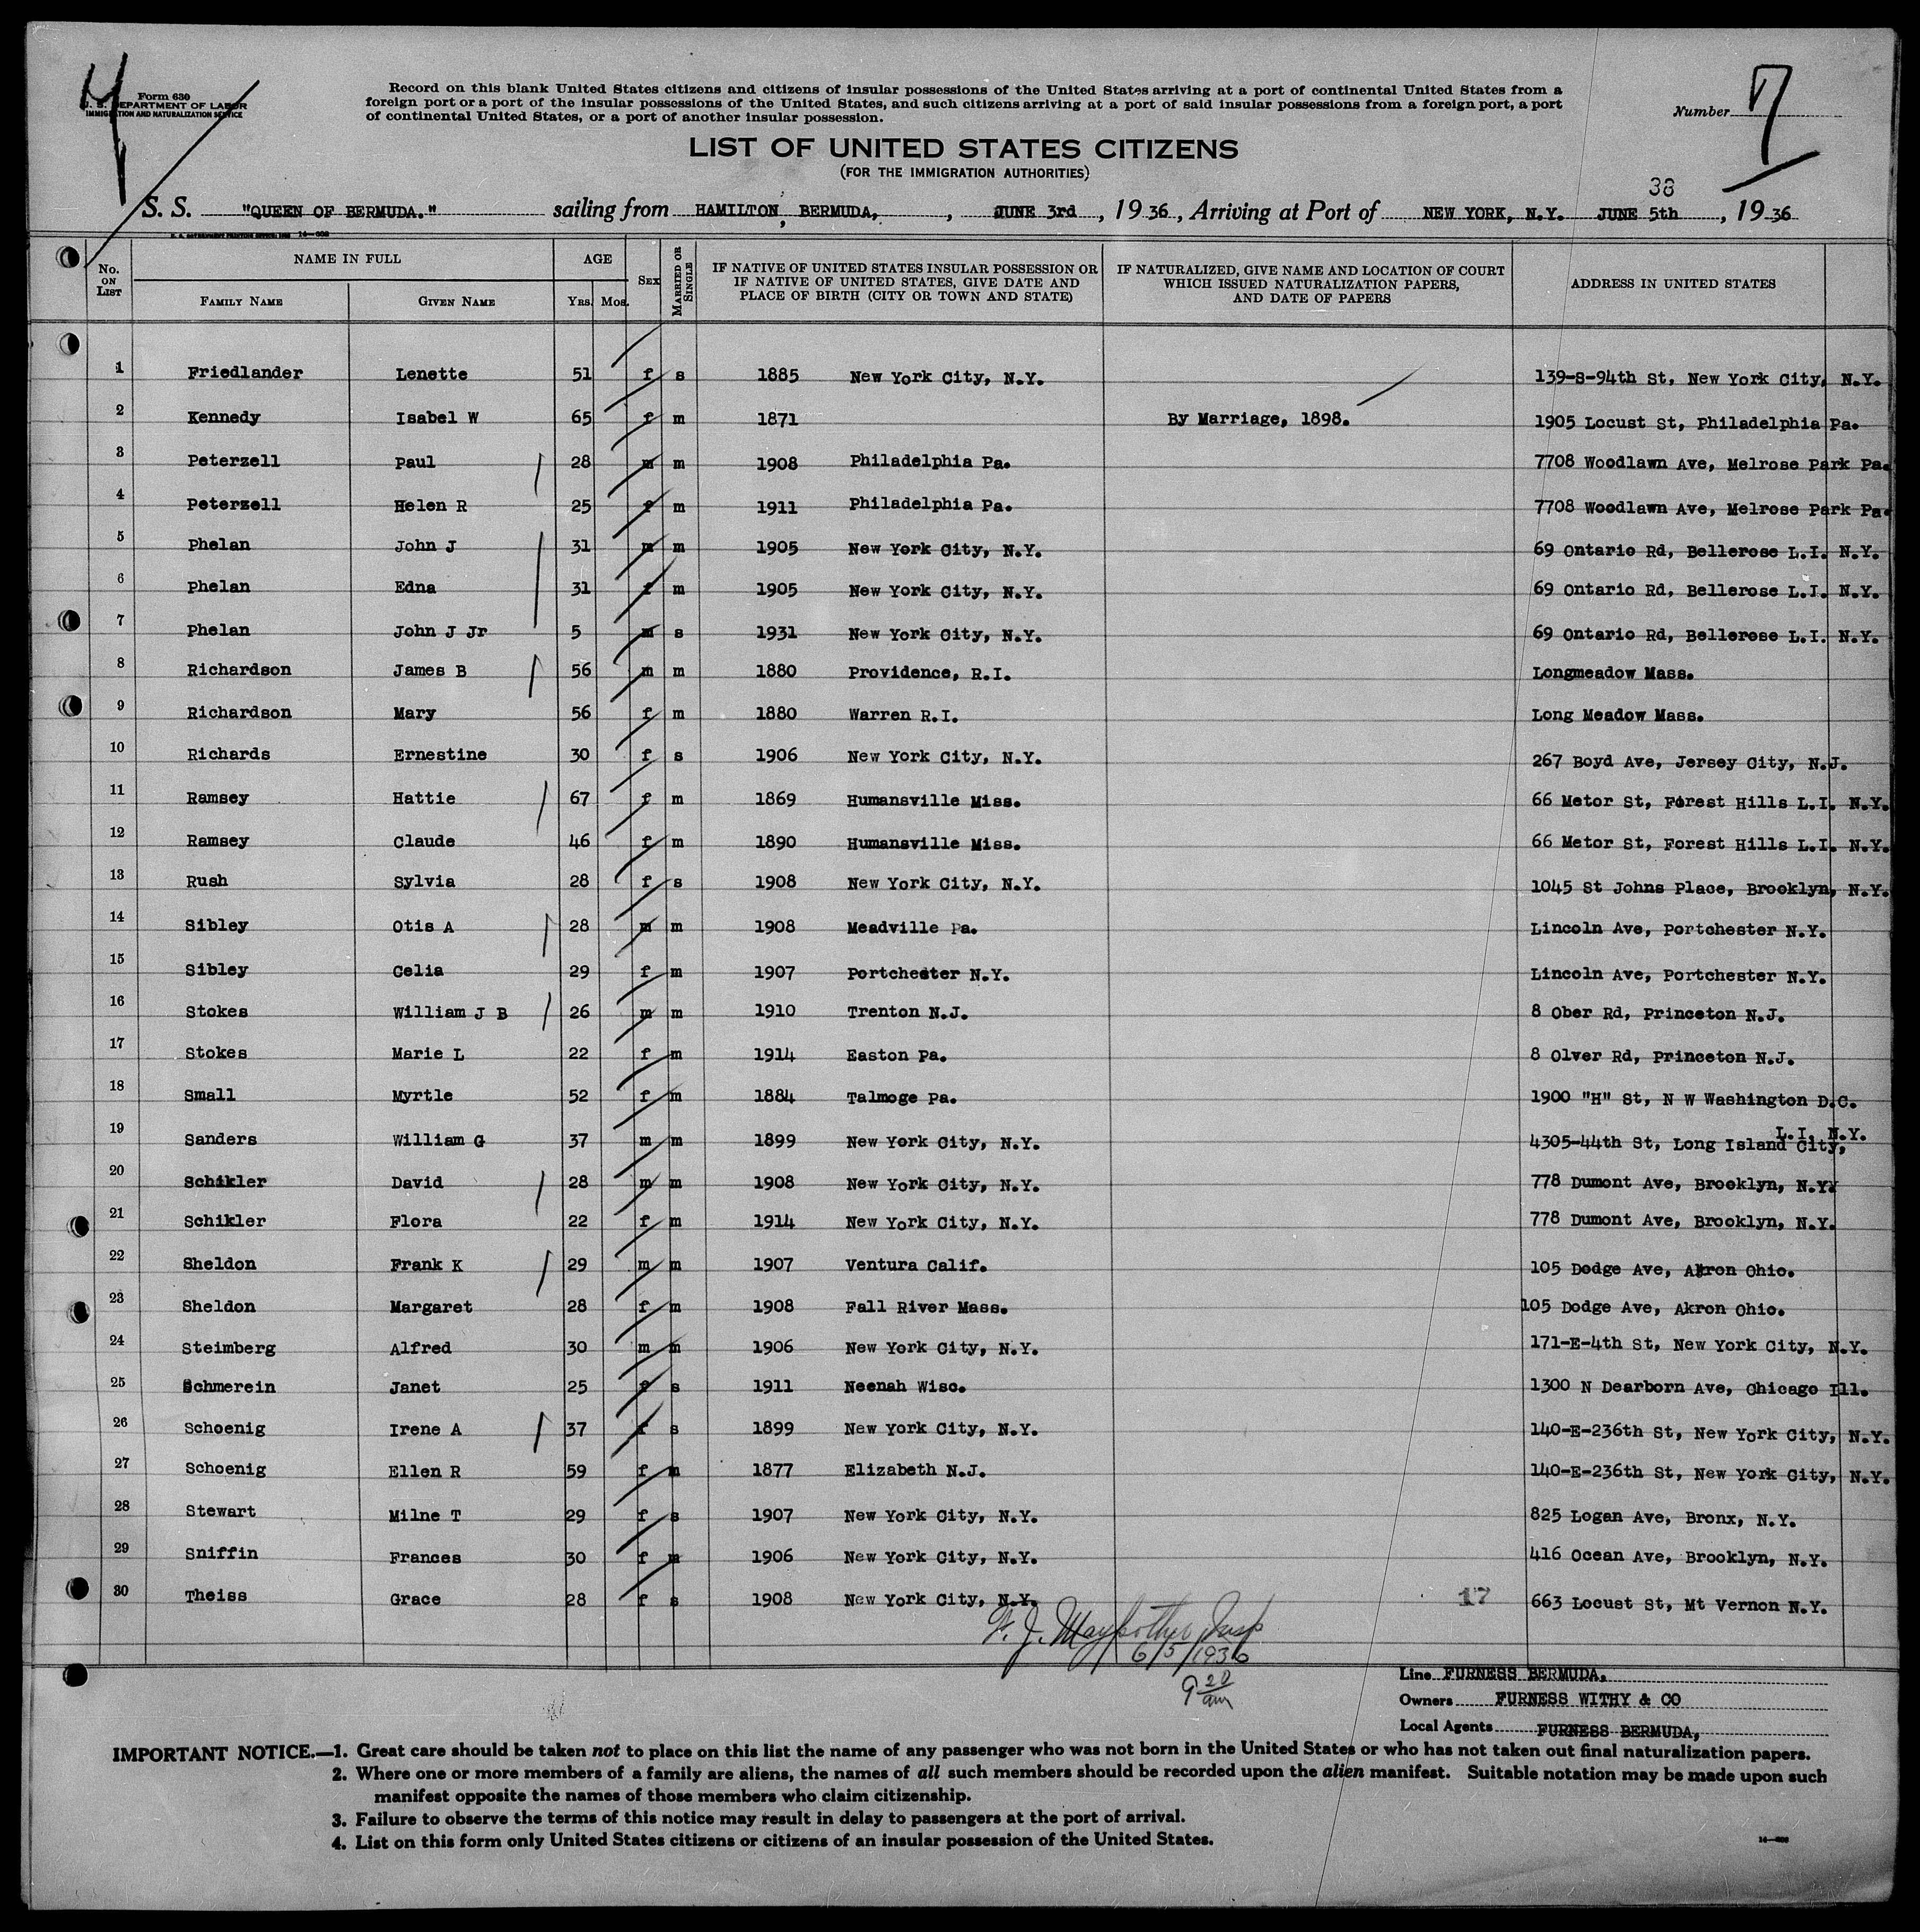 4
Form 630
U. S. DEPARTMENT OF LABOR
IMMIGRATION AND NATURALIZATION SERVICE
Record on this blank United States citizens and citizens of insular possessions of the United States arriving at a port of continental United States from a
foreign port or a port of the insular possessions of the United States, and such citizens arriving at a port of said insular possessions from a foreign port, a port
of continental United States, or a port of another insular possession.
Number 7
LIST OF UNITED STATES CITIZENS
(FOR THE IMMIGRATION AUTHORITIES)
38
S. S. "QUEEN OF BERMUDA." sailing from HAMILTON, BERMUDA, , JUNE 3rd , 1936, Arriving at Port of NEW YORK, N.Y. JUNE 5th , 1936
No. ON LIST NAME IN FULL FAMILY NAME GIVEN NAME AGE YRS. MOS. SEX MARRIED OR SINGLE IF NATIVE OF UNITED STATES INSULAR POSSESSION OR IF NATIVE OF UNITED STATES, GIVE DATE AND PLACE OF BIRTH (CITY OR TOWN AND STATE) IF NATURALIZED, GIVE NAME AND LOCATION OF COURT WHICH ISSUED NATURALIZATION PAPERS, AND DATE OF PAPERS ADDRESS IN UNITED STATES
1 Friedlander Lenette 51 f s 1885 New York City, N.Y. 139-S-94th St, New York City, N.Y.
2 Kennedy Isabel W 65 f m 1871 By Marriage, 1898. 1905 Locust St, Philadelphia Pa.
3 Peterzell Paul 28 m m 1908 Philadelphia Pa. 7708 Woodlawn Ave, Melrose Park Pa.
4 Peterzell Helen R 25 f m 1911 Philadelphia Pa. 7708 Woodlawn Ave, Melrose Park Pa.
5 Phelan John J 31 m m 1905 New York City, N.Y. 69 Ontario Rd, Bellerose L.I. N.Y.
6 Phelan Edna 31 f m 1905 New York City, N.Y. 69 Ontario Rd, Bellerose L.I. N.Y.
7 Phelan John J Jr 5 m s 1931 New York City, N.Y. 69 Ontario Rd, Bellerose L.I. N.Y.
8 Richardson James B 56 m m 1880 Providence, R.I. Longmeadow Mass.
9 Richardson Mary 56 f m 1880 Warren R.I. Long Meadow Mass.
10 Richards Ernestine 30 f s 1906 New York City, N.Y. 267 Boyd Ave, Jersey City, N.J.
11 Ramsey Hattie 67 f m 1869 Humansville Miss. 66 Metor St, Forest Hills L.I. N.Y.
12 Ramsey Claude 46 f m 1890 Humansville Miss. 66 Metor St, Forest Hills L.I. N.Y.
13 Rush Sylvia 28 f s 1908 New York City, N.Y. 1045 St Johns Place, Brooklyn, N.Y.
14 Sibley Otis A 28 m m 1908 Meadville Pa. Lincoln Ave, Portchester N.Y.
15 Sibley Celia 29 f m 1907 Portchester N.Y. Lincoln Ave, Portchester N.Y.
16 Stokes William J B 26 m m 1910 Trenton N.J. 8 Ober Rd, Princeton N.J.
17 Stokes Marie L 22 f m 1914 Easton Pa. 8 Olver Rd, Princeton N.J.
18 Small Myrtle 52 f m 1884 Talmoge Pa. 1900 "H" St, N W Washington D.C.
19 Sanders William G 37 m m 1899 New York City, N.Y. 4305-44th St, Long Island City, L.I. N.Y.
20 Schikler David 28 m m 1908 New York City, N.Y. 778 Dumont Ave, Brooklyn, N.Y.
21 Schikler Flora 22 f m 1914 New York City, N.Y. 778 Dumont Ave, Brooklyn, N.Y.
22 Sheldon Frank K 29 m m 1907 Ventura Calif. 105 Dodge Ave, Akron Ohio.
23 Sheldon Margaret 28 f m 1908 Fall River Mass. 105 Dodge Ave, Akron Ohio.
24 Steimberg Alfred 30 m m 1906 New York City, N.Y. 171-E-4th St, New York City, N.Y.
25 Schmerein Janet 25 f s 1911 Neenah Wisc. 1300 N Dearborn Ave, Chicago Ill.
26 Schoenig Irene A 37 f s 1899 New York City, N.Y. 140-E-236th St, New York City, N.Y.
27 Schoenig Ellen R 59 f m 1877 Elizabeth N.J. 140-E-236th St, New York City, N.Y.
28 Stewart Milne T 29 f s 1907 New York City, N.Y. 825 Logan Ave, Bronx, N.Y.
29 Sniffin Frances 30 f m 1906 New York City, N.Y. 416 Ocean Ave, Brooklyn, N.Y.
30 Theiss Grace 28 f s 1908 New York City, N.Y. 17 663 Locust St, Mt Vernon N.Y.
6/5/1936
9 20 am
Line FURNESS BERMUDA,
Owners FURNESS WITHY & CO
Local Agents FURNESS BERMUDA,
IMPORTANT NOTICE.—1. Great care should be taken not to place on this list the name of any passenger who was not born in the United States or who has not taken out final naturalization papers.
2. Where one or more members of a family are aliens, the names of all such members should be recorded upon the alien manifest. Suitable notation may be made upon such
manifest opposite the names of those members who claim citizenship.
3. Failure to observe the terms of this notice may result in delay to passengers at the port of arrival.
4. List on this form only United States citizens or citizens of an insular possession of the United States.